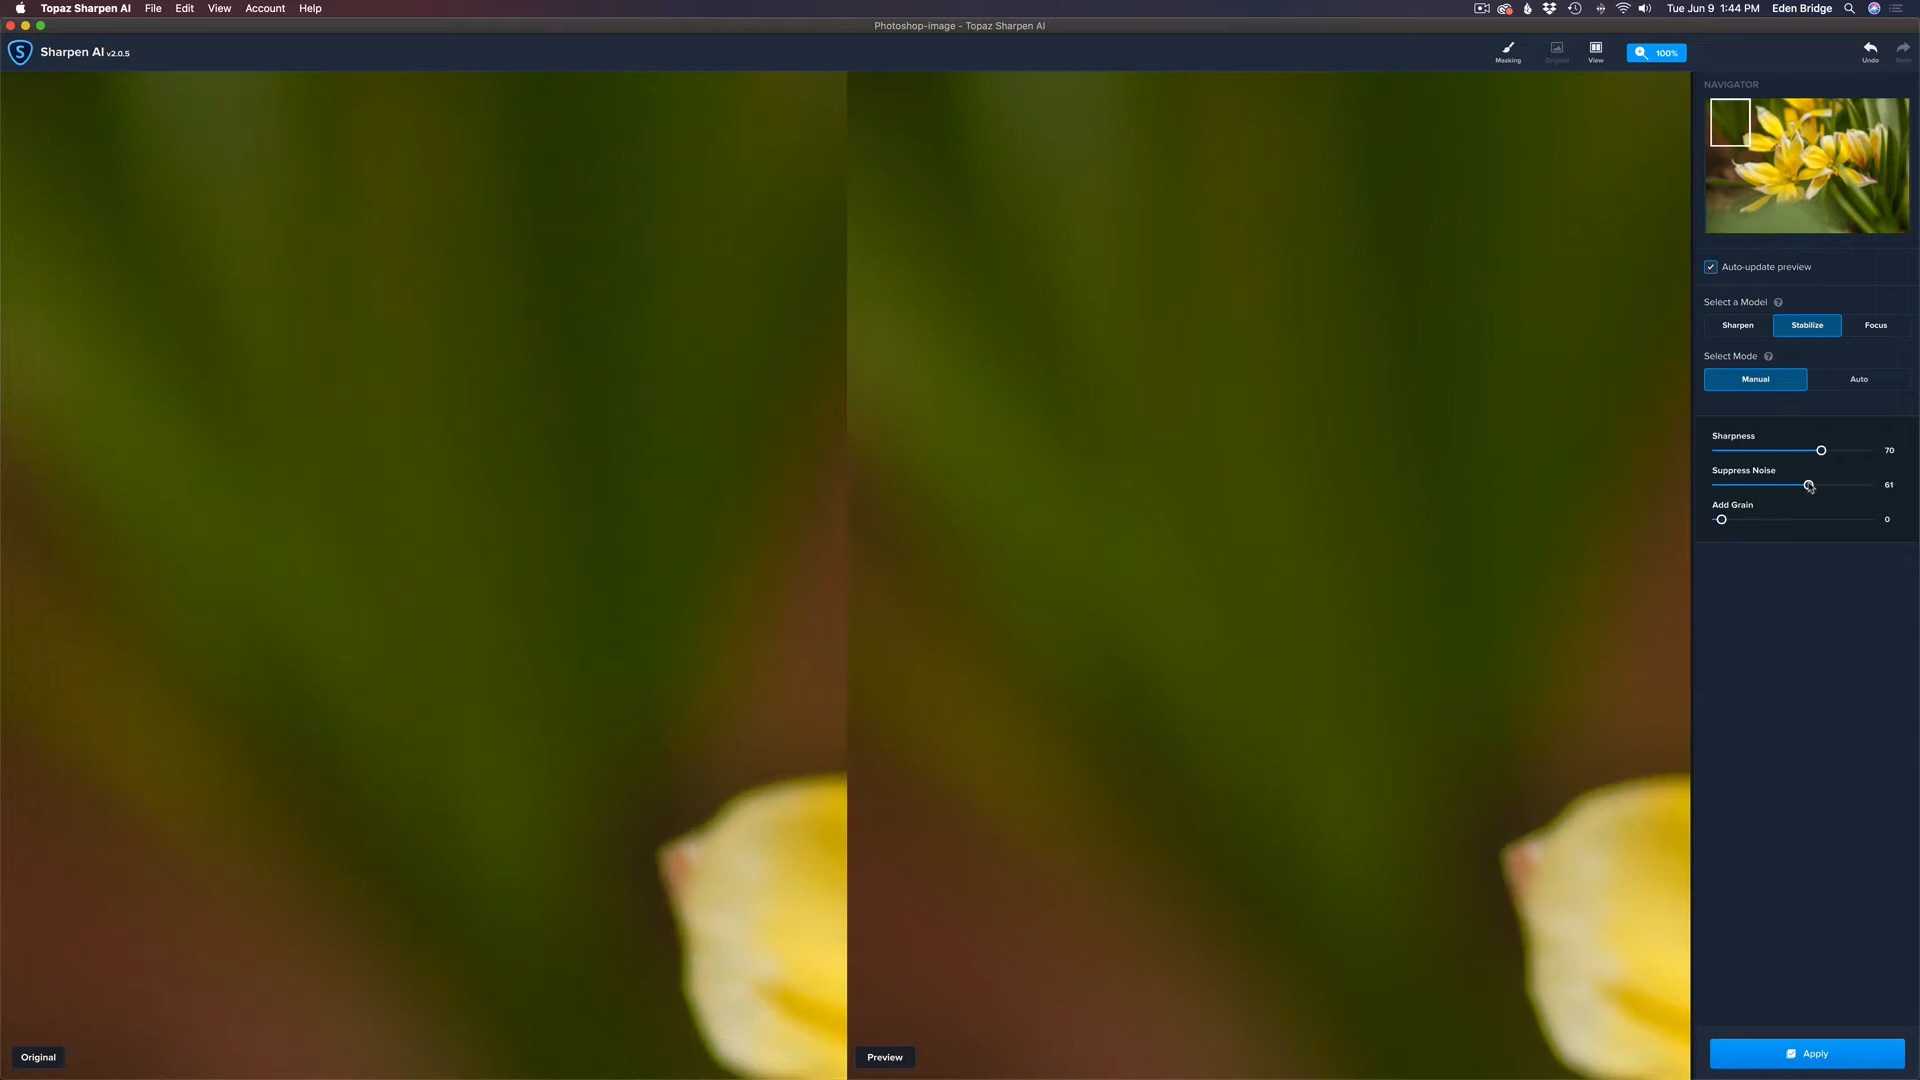 Topaz Sharpen AI File Edit View Account Help Tue Jun 9 1:44 PM Eden Bridge
Photoshop-image - Topaz Sharpen AI
Sharpen AI v2.0.5
Masking Original View 100% Undo Redo
NAVIGATOR
Auto-update preview
Select a Model ?
Sharpen Stabilize Focus
Select Mode ?
Manual Auto
Sharpness
70
Suppress Noise
61
Add Grain
0
Original Preview Apply